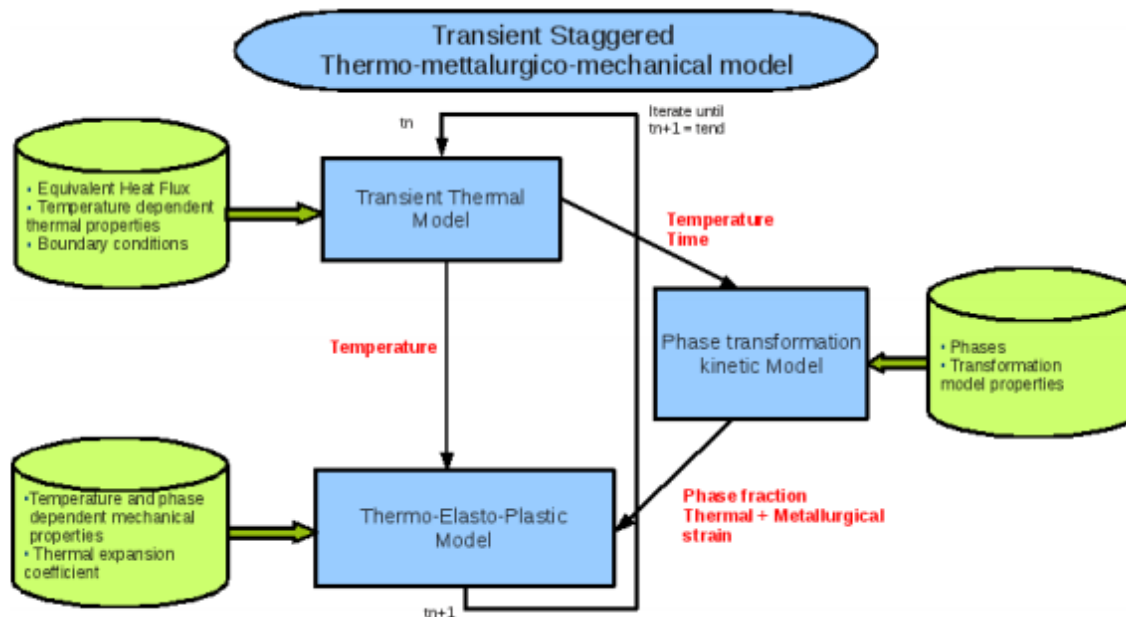 Transient Staggered
Thermo-mettalurgico-mechanical model
tn
Iterate until
tn+1 = tend
• Equivalent Heat Flux
• Temperature dependent
thermal properties
• Boundary conditions
Transient Thermal
Model
Temperature
Time
Temperature
Phase transformation
kinetic Model
• Phases
• Transformation
model properties
•Temperature and phase
dependent mechanical
properties
• Thermal expansion
coefficient
Thermo-Elasto-Plastic
Model
Phase fraction
Thermal + Metallurgical
strain
tn+1